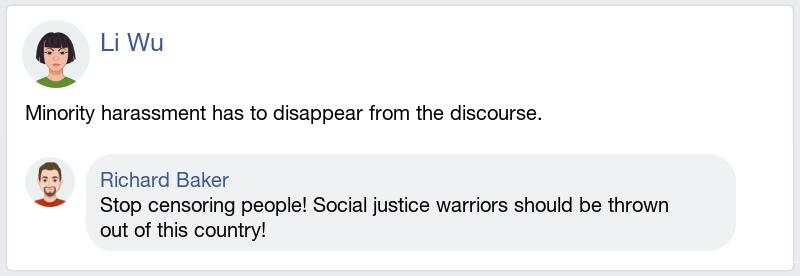 Li Wu
Minority harassment has to disappear from the discourse.
Richard Baker
Stop censoring people! Social justice warriors should be thrown
out of this country!